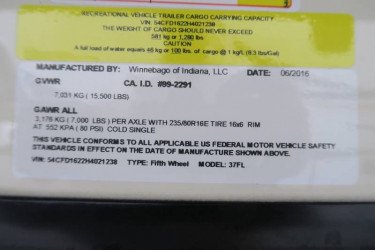 RECREATIONAL VEHICLE TRAILER CARGO CARRYING CAPACITY
VIN: 54CFD1622H4021238
THE WEIGHT OF CARGO SHOULD NEVER EXCEED
581 kg or 1,280 lbs.
CAUTION
A full load of water equals 45 kg or 100 lbs. of cargo @ 1 kg/L (8.3 lbs/Gal)
MANUFACTURED BY: Winnebago of Indiana, LLC DATE: 06/2016
GVWR CA. I.D. #99-2291
7,031 KG ( 15,500 LBS)
GAWR ALL
3,176 KG ( 7,000 LBS ) PER AXLE WITH 235/80R16E TIRE 16x6 RIM
AT 552 KPA ( 80 PSI) COLD SINGLE
THIS VEHICLE CONFORMS TO ALL APPLICABLE US FEDERAL MOTOR VEHICLE SAFETY
STANDARDS IN EFFECT ON THE DATE OF MANUFACTURE SHOWN ABOVE.
VIN: 54CFD1622H4021238 TYPE: Fifth Wheel MODEL: 37FL